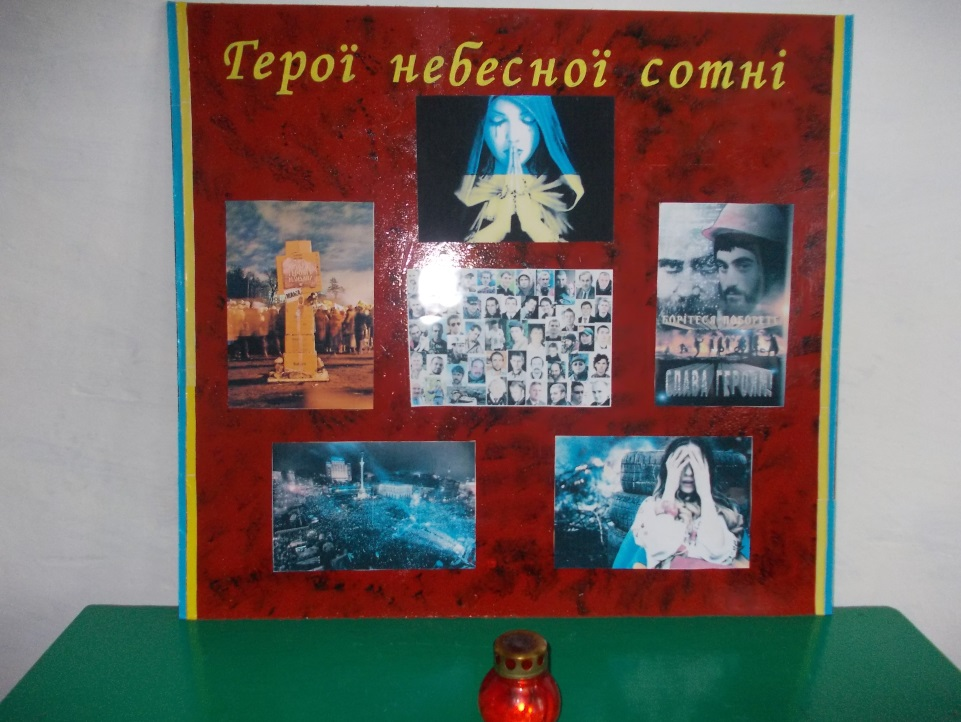 Герої небесної сотні
БОРІТЕСЯ ПОБОРЕТЕ
СЛАВА ГЕРОЯМ